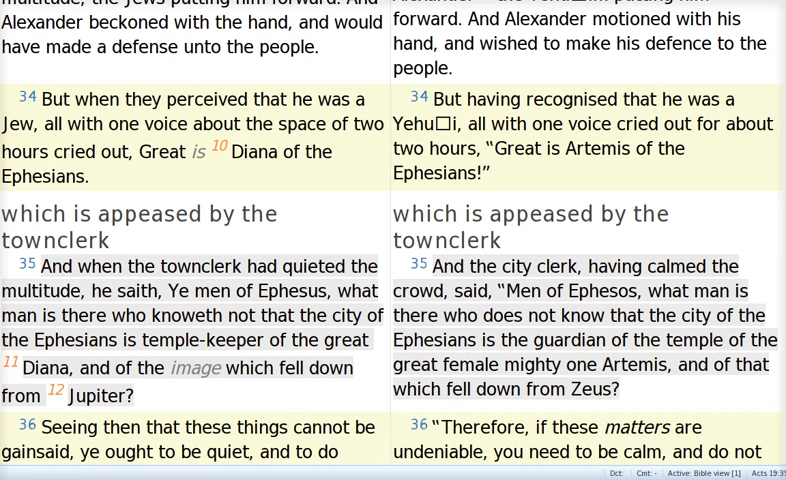 multitude, the Jews putting him forward. And
Alexander beckoned with the hand, and would
have made a defense unto the people.
34 But when they perceived that he was a
Jew, all with one voice about the space of two
hours cried out, Great is 10 Diana of the
Ephesians.
which is appeased by the
townclerk
35 And when the townclerk had quieted the
multitude, he saith, Ye men of Ephesus, what
man is there who knoweth not that the city of
the Ephesians is temple-keeper of the great
11 Diana, and of the image which fell down
from 12 Jupiter?
36 Seeing then that these things cannot be
gainsaid, ye ought to be quiet, and to do
forward. And Alexander motioned with his
hand, and wished to make his defence to the
people.
34 But having recognised that he was a
Yehu□i, all with one voice cried out for about
two hours, “Great is Artemis of the
Ephesians!”
which is appeased by the
townclerk
35 And the city clerk, having calmed the
crowd, said, “Men of Ephesos, what man is
there who does not know that the city of the
Ephesians is the guardian of the temple of the
great female mighty one Artemis, and of that
which fell down from Zeus?
36 “Therefore, if these matters are
undeniable, you need to be calm, and do not
Dct: Cmt: - Active: Bible view [1] Acts 19:35